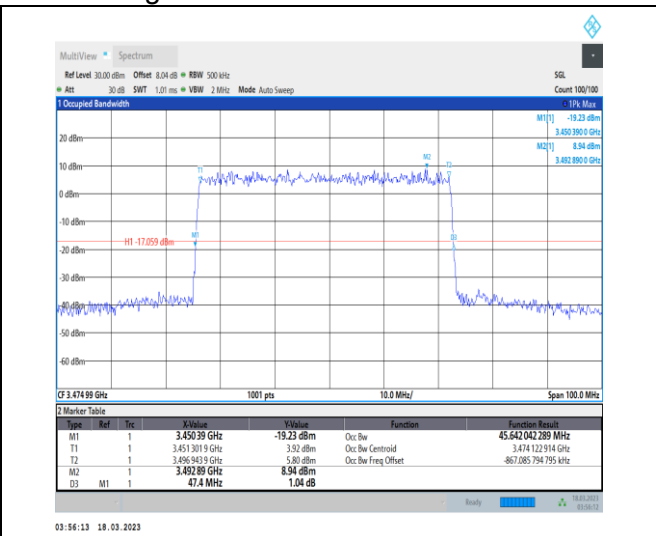 MultiView Spectrum
Ref Level 30.00 dBm Offset 8.04 dB RBW 500 kHz SGL
Att 30 dB SWT 1.01 ms VBW 2 MHz Mode Auto Sweep Count 100/100
1 Occupied Bandwidth 1Pk Max
M1[1] -19.23 dBm
3.450 390 0 GHz
M2[1] 8.94 dBm
3.492 890 0 GHz
20 dBm
M2
T1 T2
10 dBm
0 dBm
-10 dBm
M1 D3
H1 -17.059 dBm
-20 dBm
-30 dBm
-40 dBm
-50 dBm
-60 dBm
CF 3.474 99 GHz 1001 pts 10.0 MHz/ Span 100.0 MHz
2 Marker Table
Type Ref Trc X-Value Y-Value Function Function Result
M1 1 3.450 39 GHz -19.23 dBm Occ Bw 45.642 042 289 MHz
T1 1 3.451 301 9 GHz 3.92 dBm Occ Bw Centroid 3.474 122 914 GHz
T2 1 3.496 943 9 GHz 5.80 dBm Occ Bw Freq Offset -867.085 794 795 kHz
M2 1 3.492 89 GHz 8.94 dBm
D3 M1 1 47.4 MHz 1.04 dB
Ready 18.03.2023
03:56:12
03:56:13 18.03.2023